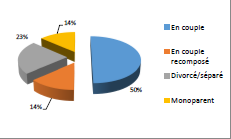 14%
En couple
23%
En couple
recomposé
Divorcé/séparé
Monoparent
14%
50%